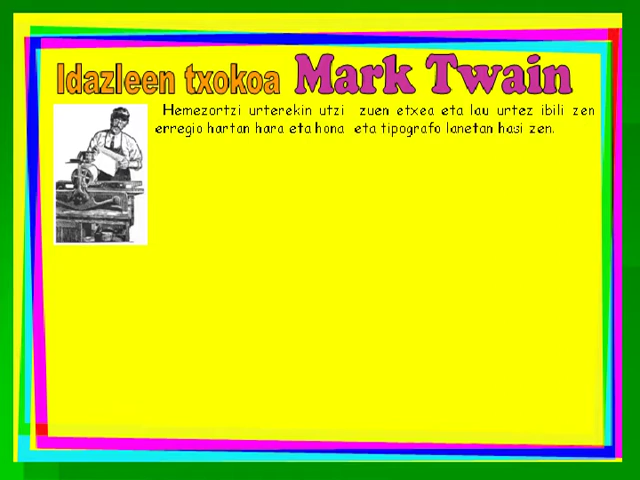 Idazleen txokoa Mark Twain
Hemezortzi urterekin utzi zuen etxea eta lau urtez ibili zen
erregio hartan hara eta hona eta tipografo lanetan hasi zen.